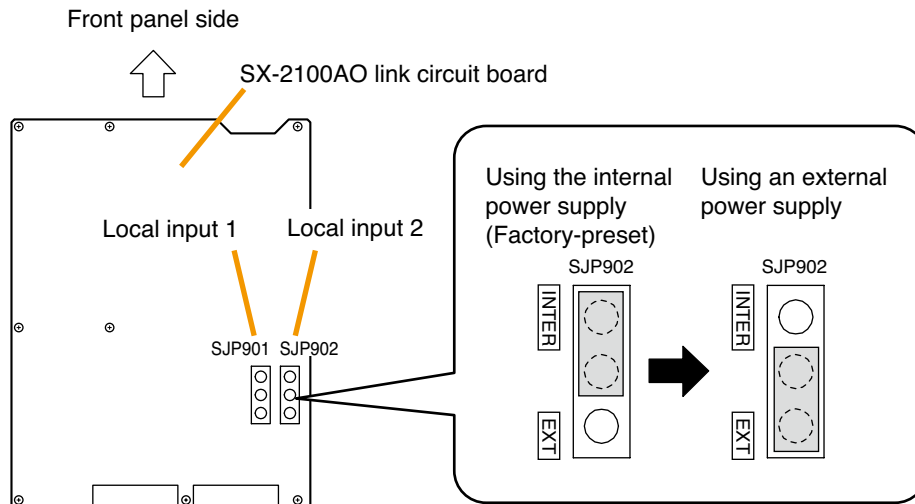 Front panel side
SX-2100AO link circuit board
Local input 1
Local input 2
SJP901
SJP902
Using the internal
power supply
(Factory-preset)
SJP902
INTER
EXT
Using an external
power supply
SJP902
INTER
EXT